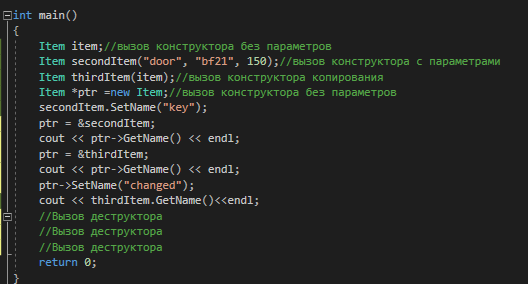 int main()
{
Item item;//вызов конструктора без параметров
Item secondItem("door", "bf21", 150);//вызов конструктора с параметрами
Item thirdItem(item);//вызов конструктора копирования
Item *ptr =new Item;//вызов конструктора без параметров
secondItem.SetName("key");
ptr = &secondItem;
cout << ptr->GetName() << endl;
ptr = &thirdItem;
cout << ptr->GetName() << endl;
ptr->SetName("changed");
cout << thirdItem.GetName()<<endl;
//Вызов деструктора
//Вызов деструктора
//Вызов деструктора
return 0;
}